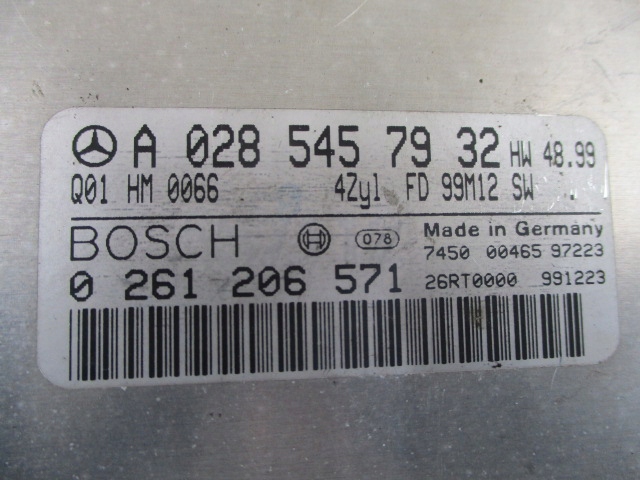 A 028 545 79 32 HW 48.99
Q01 HM 0066 4Zyl FD 99M12 SW .
BOSCH 078 Made in Germany
7450 00465 97223
0 261 206 571 26RT0000 991223